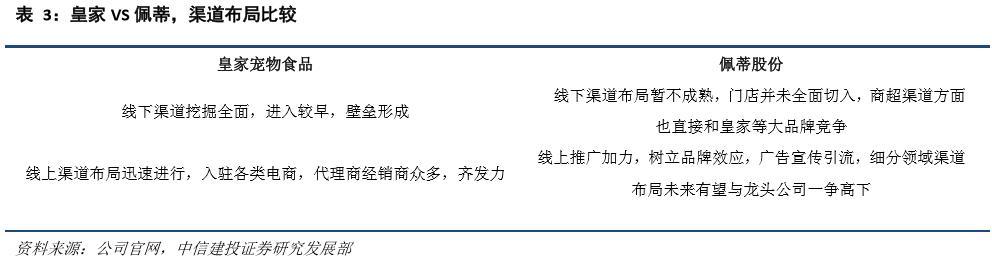 表 3：皇家 VS 佩蒂，渠道布局比较
皇家宠物食品
佩蒂股份
线下渠道挖掘全面，进入较早，壁垒形成
线下渠道布局暂不成熟，门店并未全面切入，商超渠道方面
也直接和皇家等大品牌竞争
线上渠道布局迅速进行，入驻各类电商，代理商经销商众多，齐发力
线上推广加力，树立品牌效应，广告宣传引流，细分领域渠道
布局未来有望与龙头公司一争高下
资料来源：公司官网，中信建投证券研究发展部